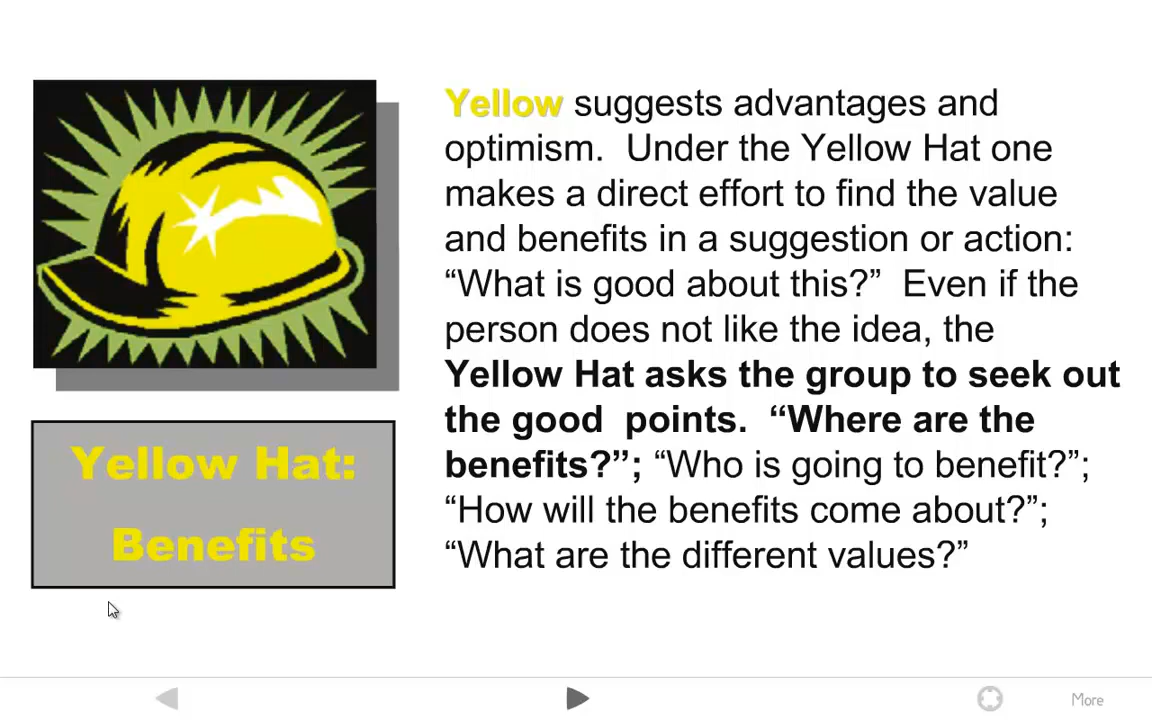 Yellow suggests advantages and
optimism.  Under the Yellow Hat one
makes a direct effort to find the value
and benefits in a suggestion or action:
“What is good about this?”  Even if the
person does not like the idea, the
Yellow Hat asks the group to seek out
the good  points.  “Where are the
benefits?”; “Who is going to benefit?”;
“How will the benefits come about?”;
“What are the different values?”
Yellow Hat:
Benefits
More